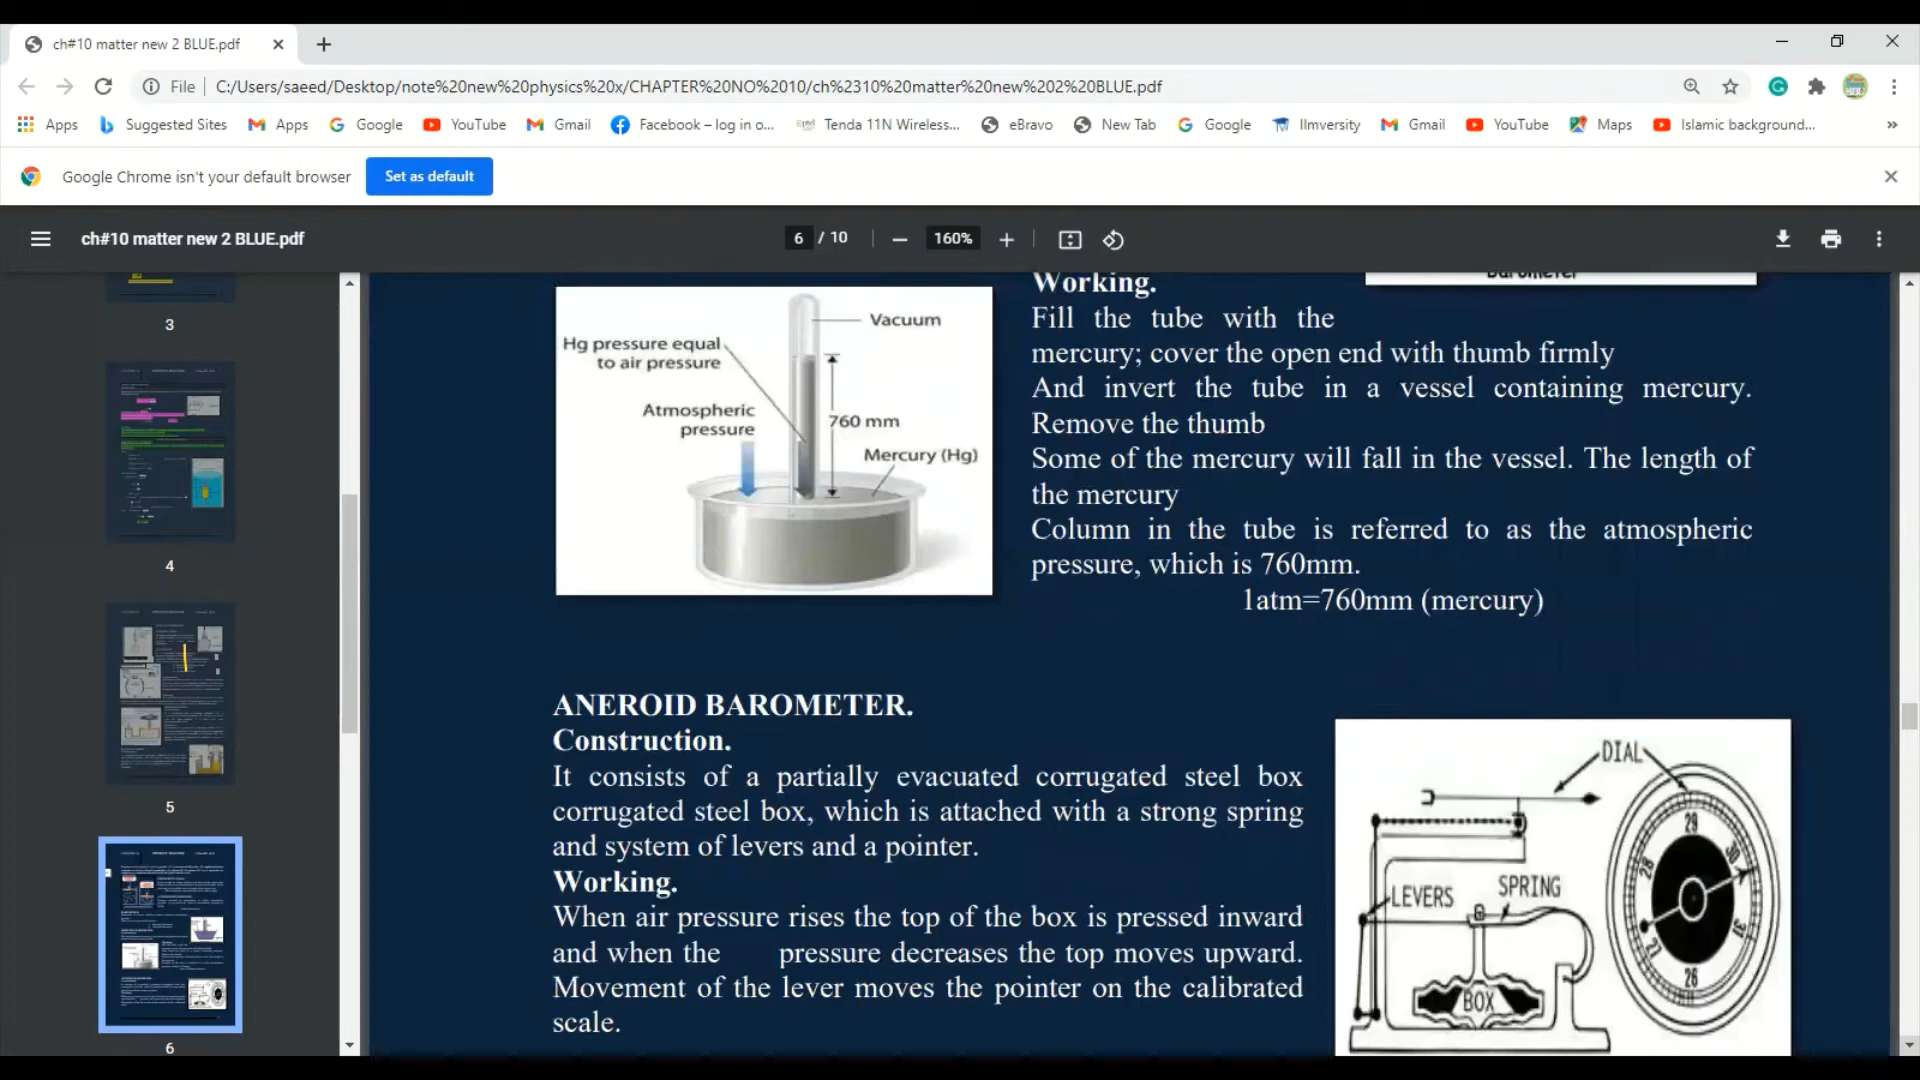 ch#10 matter new 2 BLUE.pdf
File
C:/Users/saeed/Desktop/note%20new%20physics%20x/CHAPTER%20NO%2010/ch%2310%20matter%20new%202%20BLUE.pdf
Apps
Suggested Sites
Apps
Google
YouTube
Gmail
Facebook – log in o...
Tenda 11N Wireless...
eBravo
New Tab
Google
IImversity
Gmail
YouTube
Maps
Islamic background...
Google Chrome isn't your default browser
Set as default
ch#10 matter new 2 BLUE.pdf
6 / 10
160%
3
4
5
6
Barometer
Vacuum
Hg pressure equal
to air pressure
Atmospheric
pressure
760 mm
Mercury (Hg)
Working.
Fill the tube with the
mercury; cover the open end with thumb firmly
And invert the tube in a vessel containing mercury.
Remove the thumb
Some of the mercury will fall in the vessel. The length of
the mercury
Column in the tube is referred to as the atmospheric
pressure, which is 760mm.
1atm=760mm (mercury)
ANEROID BAROMETER.
Construction.
It consists of a partially evacuated corrugated steel box
corrugated steel box, which is attached with a strong spring
and system of levers and a pointer.
Working.
When air pressure rises the top of the box is pressed inward
and when the pressure decreases the top moves upward.
Movement of the lever moves the pointer on the calibrated
scale.
DIAL
LEVERS
SPRING
BOX
29
28
30
27
31
26